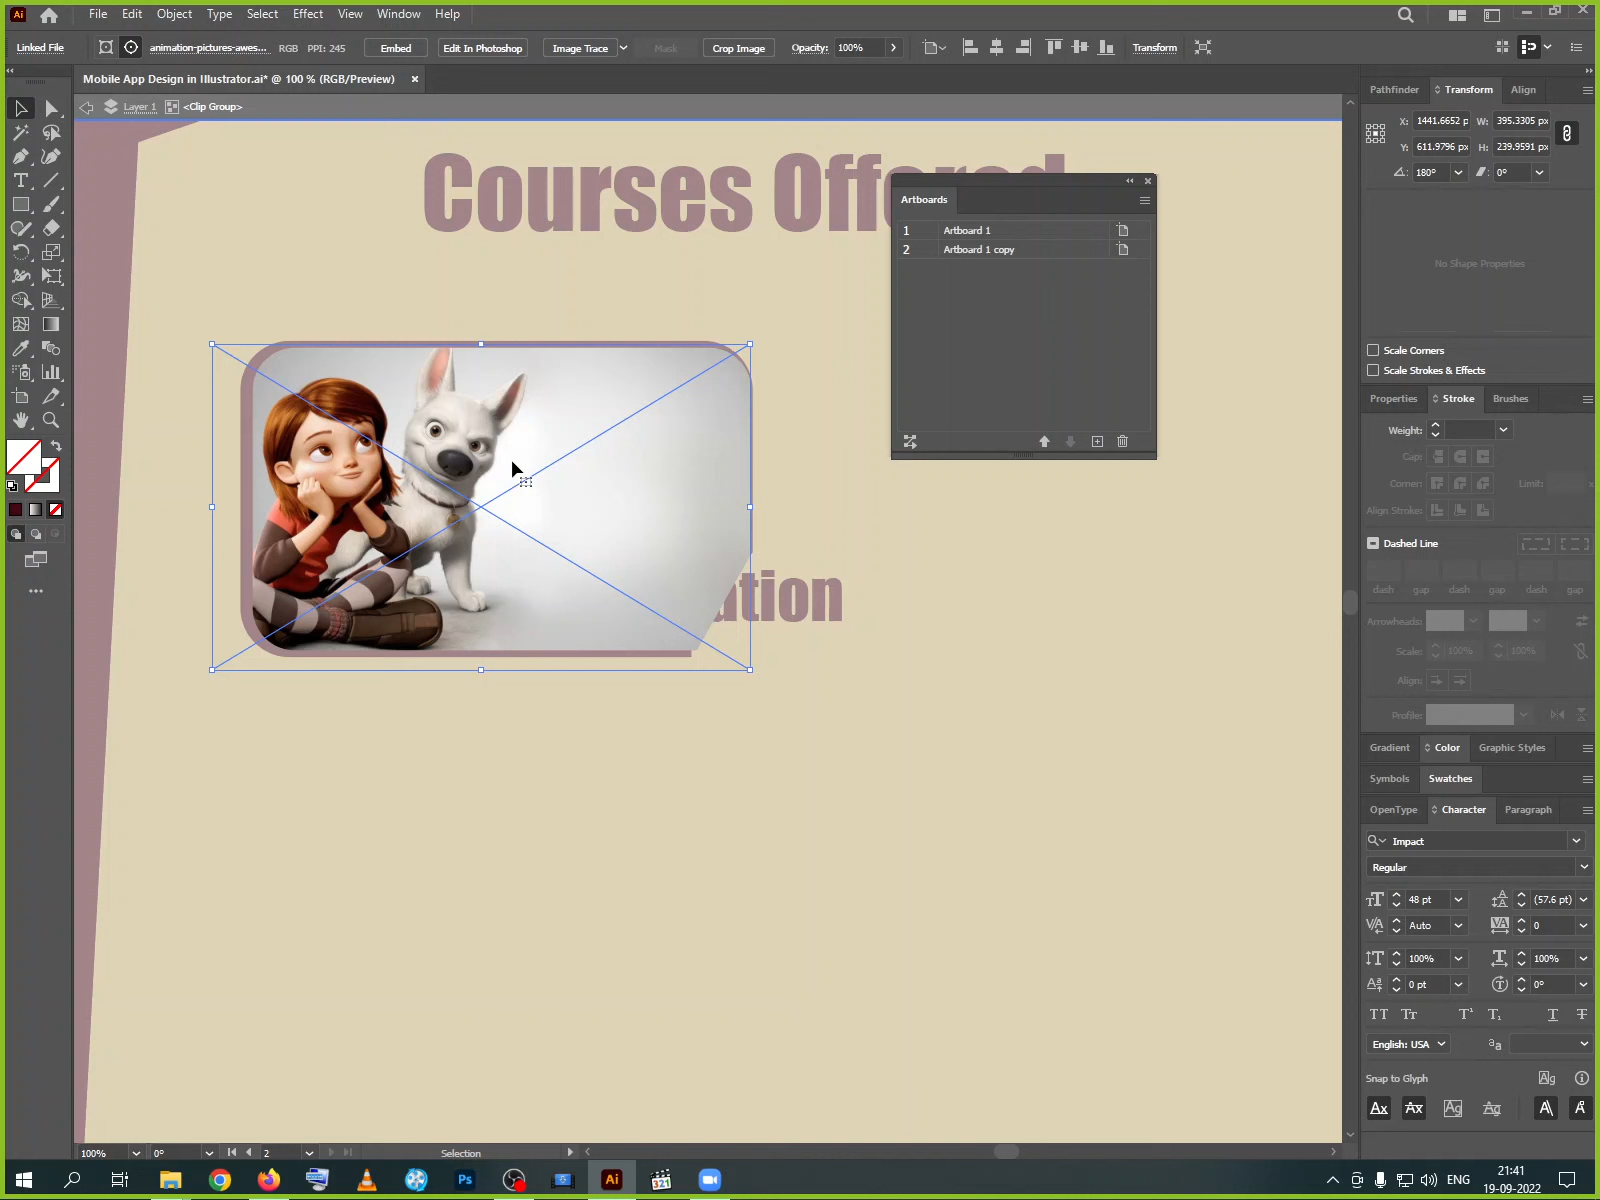 Ai File Edit Object Type Select Effect View Window Help
Linked File animation-pictures-awes... RGB PPI: 245 Embed Edit In Photoshop Image Trace Mask Crop Image Opacity: 100% Transform
Mobile App Design in Illustrator.ai* @ 100 % (RGB/Preview)
Layer 1 <Clip Group>
Courses
ation
Artboards
1 Artboard 1
2 Artboard 1 copy
Pathfinder Transform Align
X: 1441.6652 p W: 395.3305 px
Y: 611.9796 px H: 239.9591 px
180° 0°
No Shape Properties
Scale Corners
Scale Strokes & Effects
Properties Stroke Brushes
Weight:
Cap:
Corner: Limit: x
Align Stroke:
Dashed Line
dash gap dash gap dash gap
Arrowheads:
Scale: 100% 100%
Align:
Profile:
Gradient Color Graphic Styles
Symbols Swatches
OpenType Character Paragraph
Impact
Regular
48 pt (57.6 pt)
Auto 0
100% 100%
0 pt 0°
English: USA
Snap to Glyph
100% 0° 2 Selection
Ps Ai 321 ENG 21:41
19-09-2022